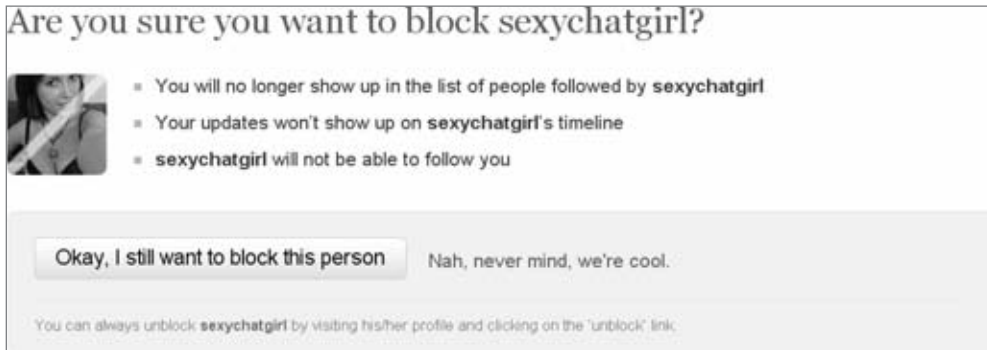 Are you sure you want to block sexychatgirl?
You will no longer show up in the list of people followed by sexychatgirl
Your updates won't show up on sexychatgirl's timeline
sexychatgirl will not be able to follow you
Okay, I still want to block this person
Nah, never mind, we're cool.
You can always unblock sexychatgirl by visiting his/her profile and clicking on the 'unblock' link.